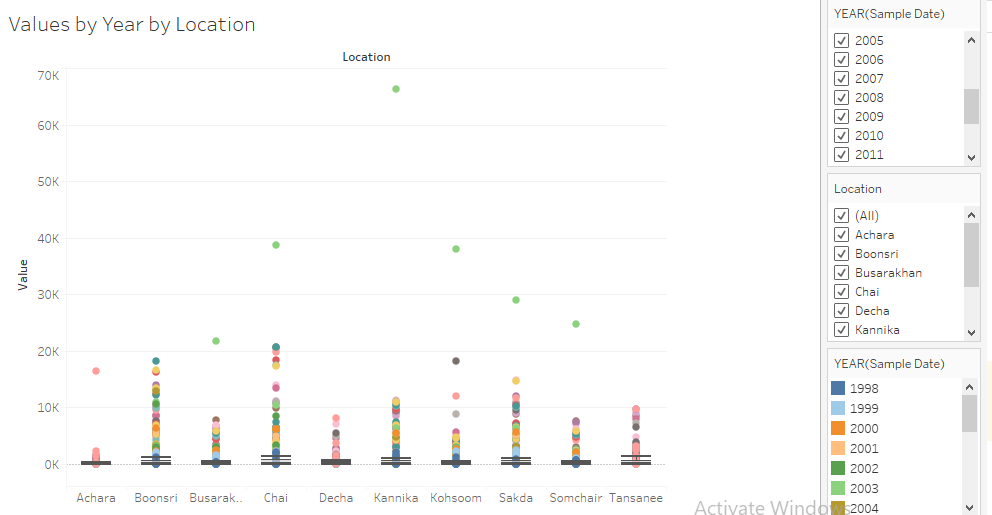 Values by Year by Location
Location
70K
60K
50K
40K
30K
20K
10K
0K
Value
Achara Boonsri Busarak.. Chai Decha Kannika Kohsoom Sakda Somchair Tansanee
YEAR(Sample Date)
2005
2006
2007
2008
2009
2010
2011
Location
(All)
Achara
Boonsri
Busarakhan
Chai
Decha
Kannika
YEAR(Sample Date)
1998
1999
2000
2001
2002
2003
2004
Activate Windows